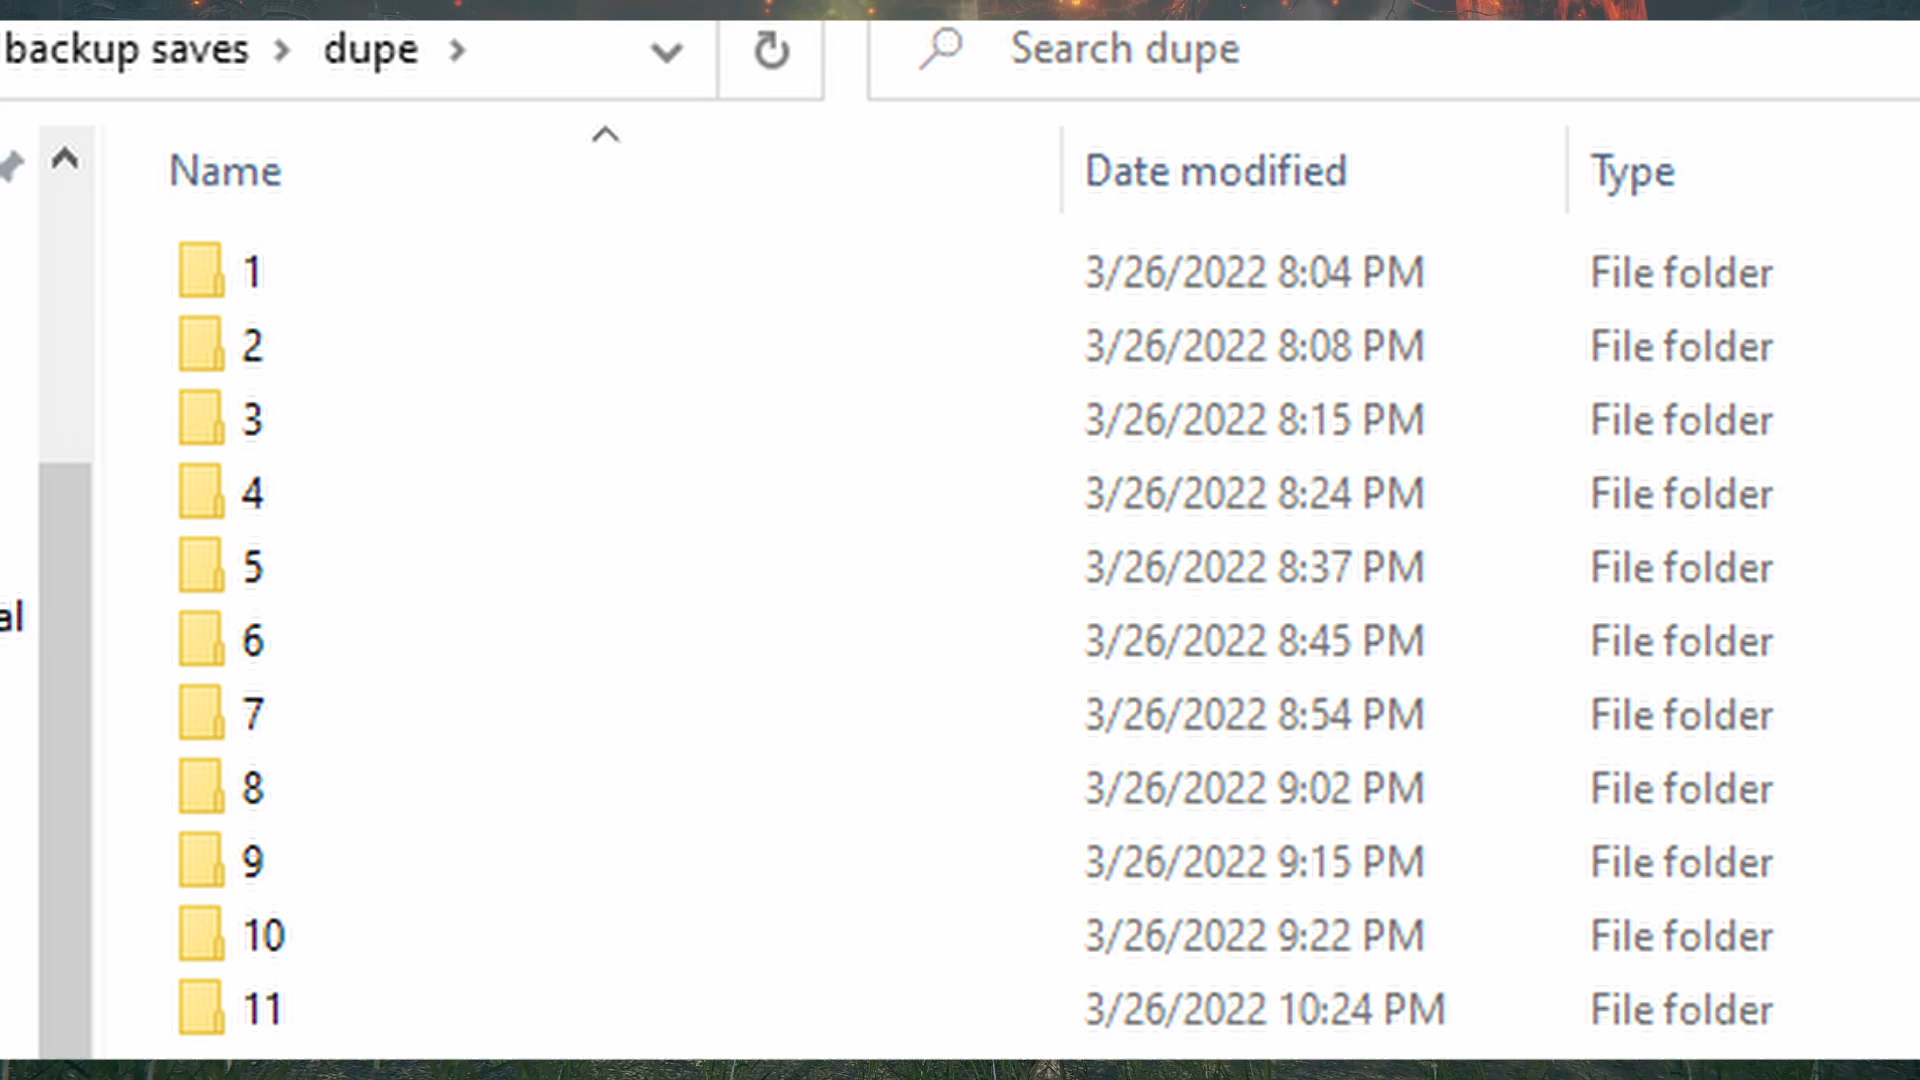 backup saves > dupe >
Search dupe
Name Date modified Type
1 3/26/2022 8:04 PM File folder
2 3/26/2022 8:08 PM File folder
3 3/26/2022 8:15 PM File folder
4 3/26/2022 8:24 PM File folder
5 3/26/2022 8:37 PM File folder
6 3/26/2022 8:45 PM File folder
al
7 3/26/2022 8:54 PM File folder
8 3/26/2022 9:02 PM File folder
9 3/26/2022 9:15 PM File folder
10 3/26/2022 9:22 PM File folder
11 3/26/2022 10:24 PM File folder